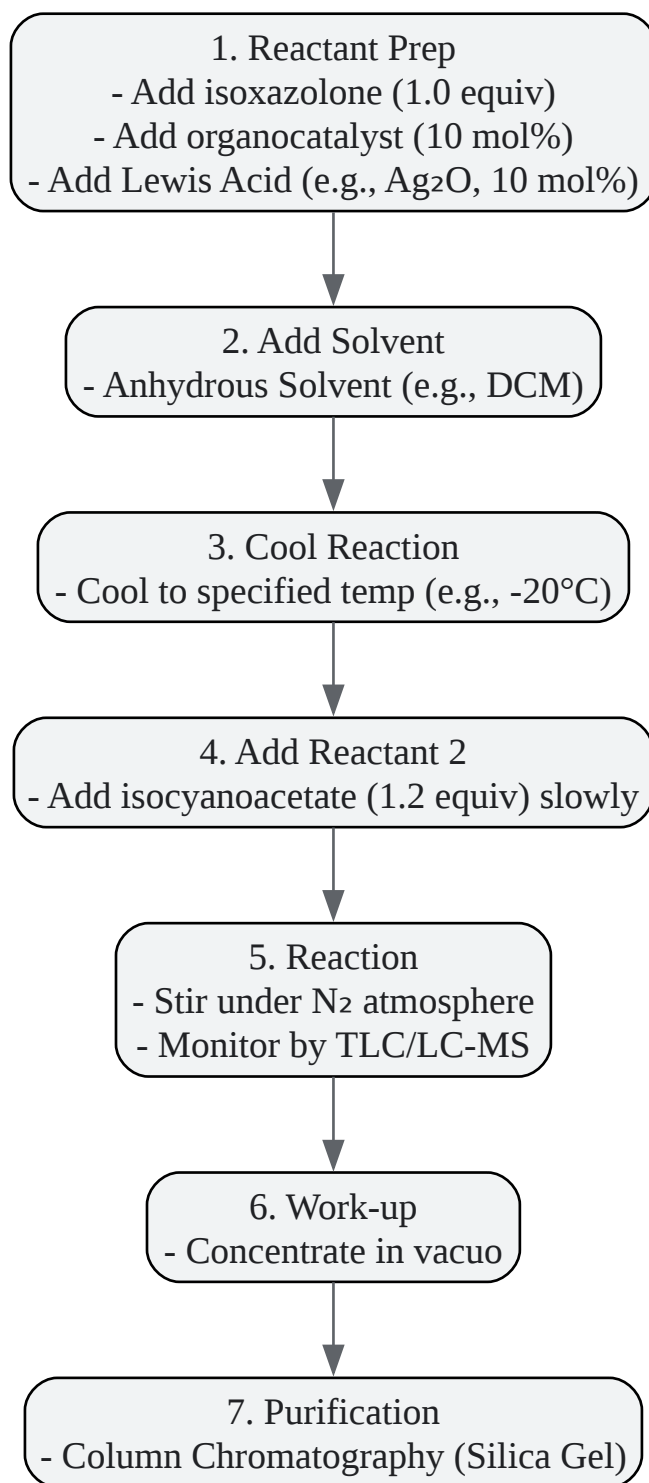 1. Reactant Prep
- Add isoxazolone (1.0 equiv)
- Add organocatalyst (10 mol%)
- Add Lewis Acid (e.g., Ag₂O, 10 mol%)
2. Add Solvent
- Anhydrous Solvent (e.g., DCM)
3. Cool Reaction
- Cool to specified temp (e.g., -20°C)
4. Add Reactant 2
- Add isocyanoacetate (1.2 equiv) slowly
5. Reaction
- Stir under N₂ atmosphere
- Monitor by TLC/LC-MS
6. Work-up
- Concentrate in vacuo
7. Purification
- Column Chromatography (Silica Gel)